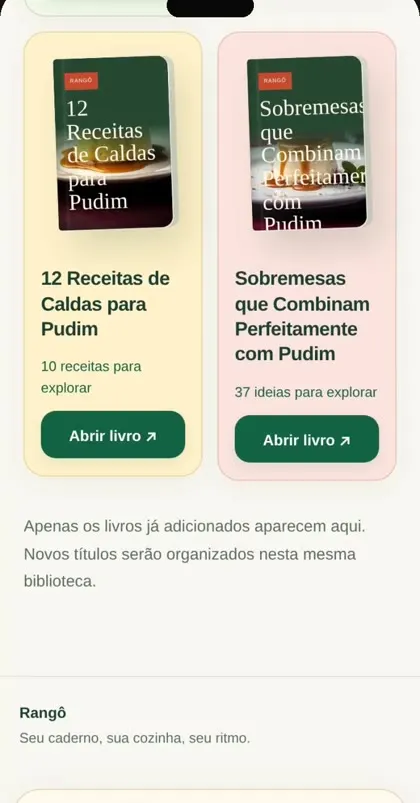 RANGÔ
12
Receitas
de Caldas
para
Pudim
12 Receitas de
Caldas para
Pudim
10 receitas para
explorar
Abrir livro ↗
RANGÔ
Sobremesas
que
Combinam
Perfeitamen
com
Pudim
Sobremesas
que Combinam
Perfeitamente
com Pudim
37 ideias para explorar
Abrir livro ↗
Apenas os livros já adicionados aparecem aqui.
Novos títulos serão organizados nesta mesma
biblioteca.
Rangô
Seu caderno, sua cozinha, seu ritmo.